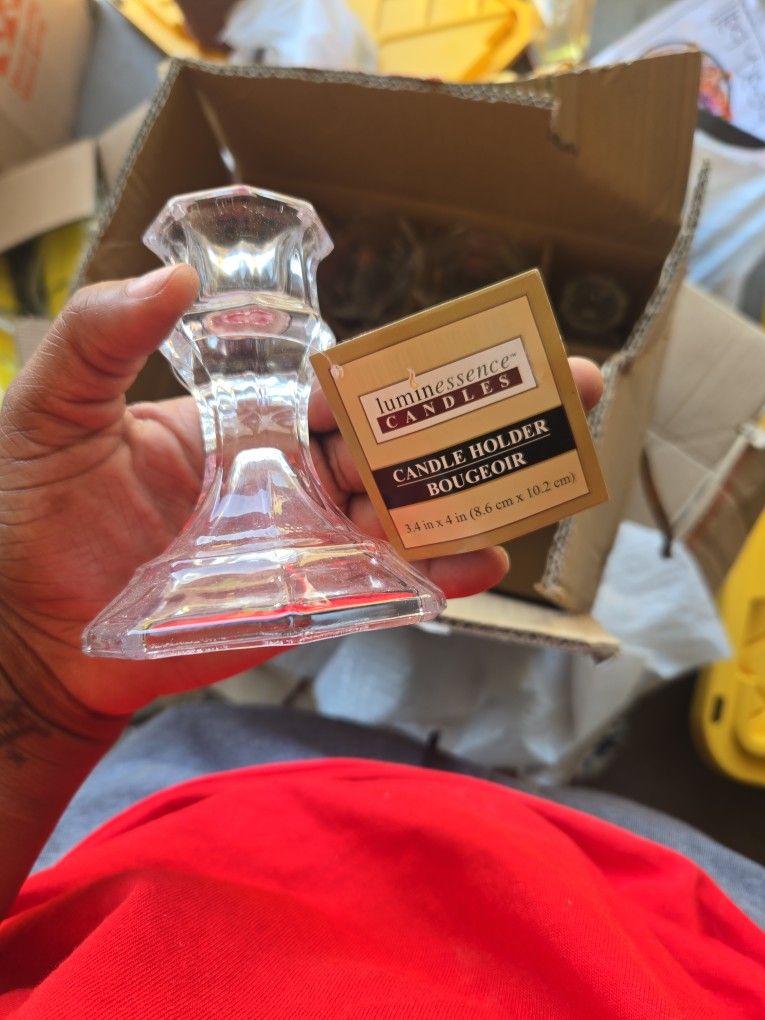 luminessence™
CANDLES
CANDLE HOLDER
BOUGEOIR
3.4 in x 4 in (8.6 cm x 10.2 cm)